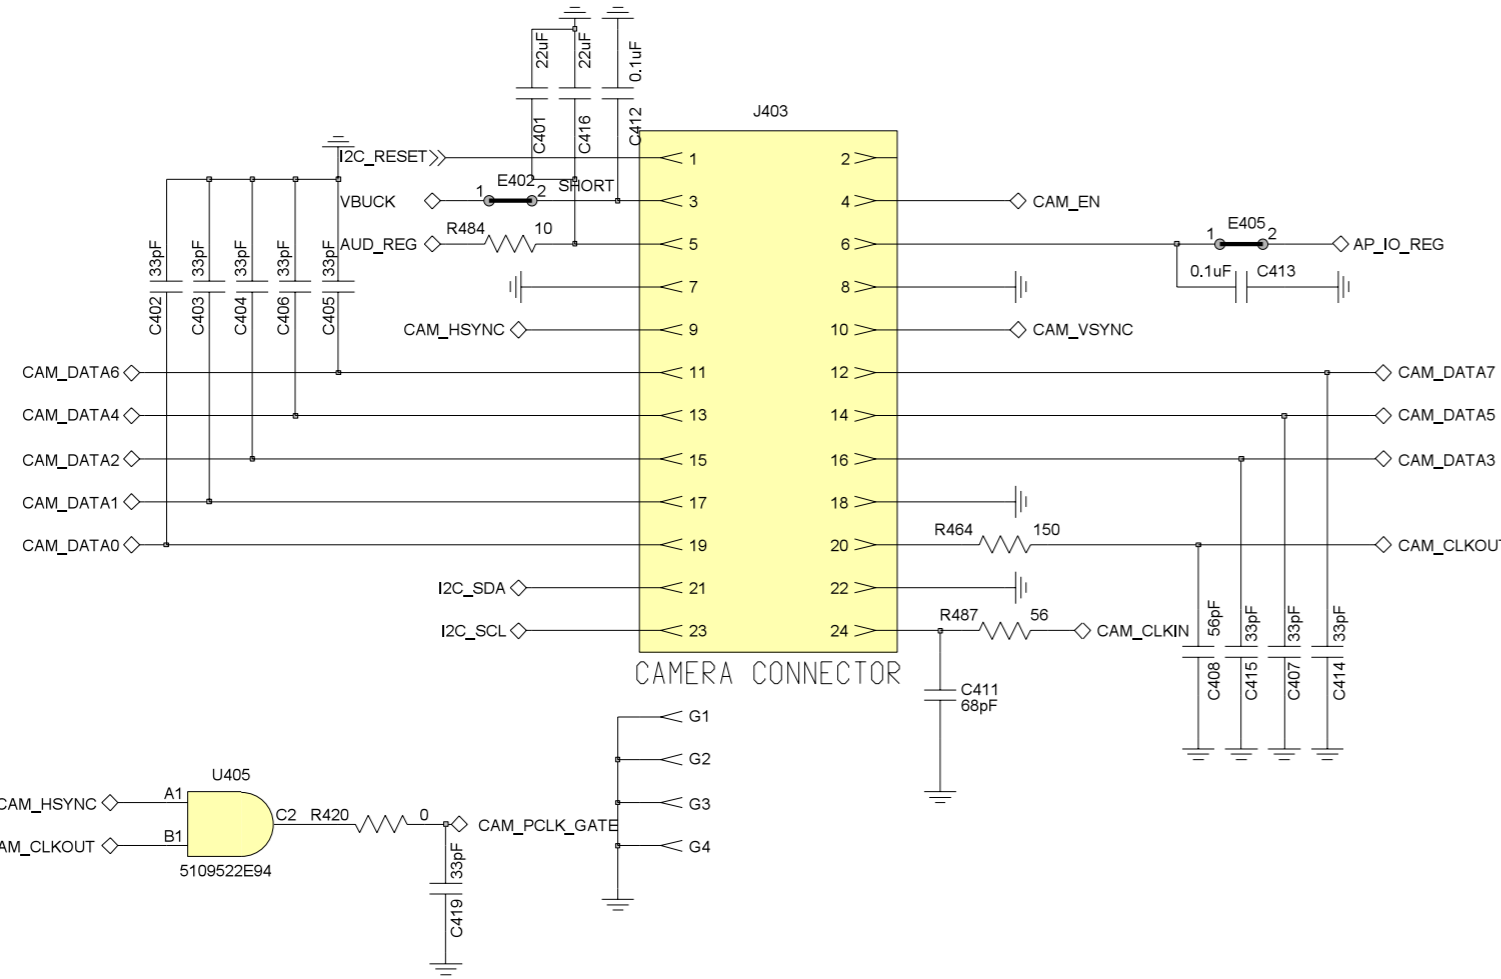 22uF
22uF
0.1uF
C401
C416
C412
J403
I2C_RESET
1
2
VBUCK
1
E402
2
SHORT
3
4
CAM_EN
AUD_REG
R484
10
5
6
1
E405
2
AP_IO_REG
0.1uF
C413
33pF
33pF
33pF
33pF
33pF
C402
C403
C404
C406
C405
7
8
CAM_HSYNC
9
10
CAM_VSYNC
CAM_DATA6
11
12
CAM_DATA7
CAM_DATA4
13
14
CAM_DATA5
CAM_DATA2
15
16
CAM_DATA3
CAM_DATA1
17
18
CAM_DATA0
19
20
R464
150
CAM_CLKOUT
I2C_SDA
21
22
I2C_SCL
23
24
R487
56
CAM_CLKIN
56pF
33pF
33pF
33pF
C408
C415
C407
C414
CAMERA CONNECTOR
C411
68pF
G1
G2
G3
G4
U405
CAM_HSYNC
A1
AM_CLKOUT
B1
C2
R420
0
CAM_PCLK_GATE
5109522E94
33pF
C419